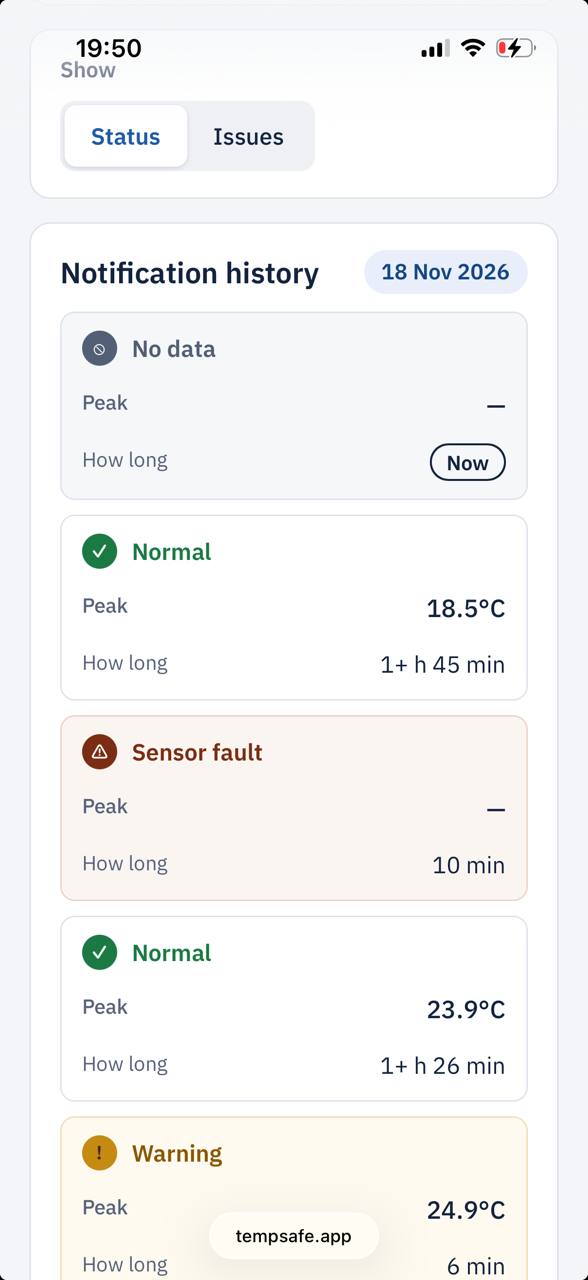 19:50
Show
Status Issues
Notification history 18 Nov 2026
No data
Peak —
How long Now
Normal
Peak 18.5°C
How long 1+ h 45 min
Sensor fault
Peak —
How long 10 min
Normal
Peak 23.9°C
How long 1+ h 26 min
! Warning
Peak 24.9°C
How long 6 min
tempsafe.app